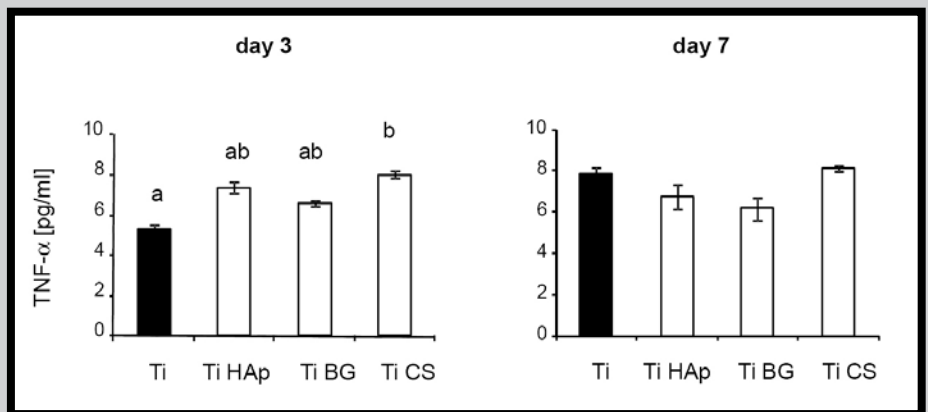 day 3
TNF-α [pg/ml]
10
8
6
4
2
0
a
ab
ab
b
Ti
Ti HAp
Ti BG
Ti CS
day 7
10
8
6
4
2
0
Ti
Ti HAp
Ti BG
Ti CS